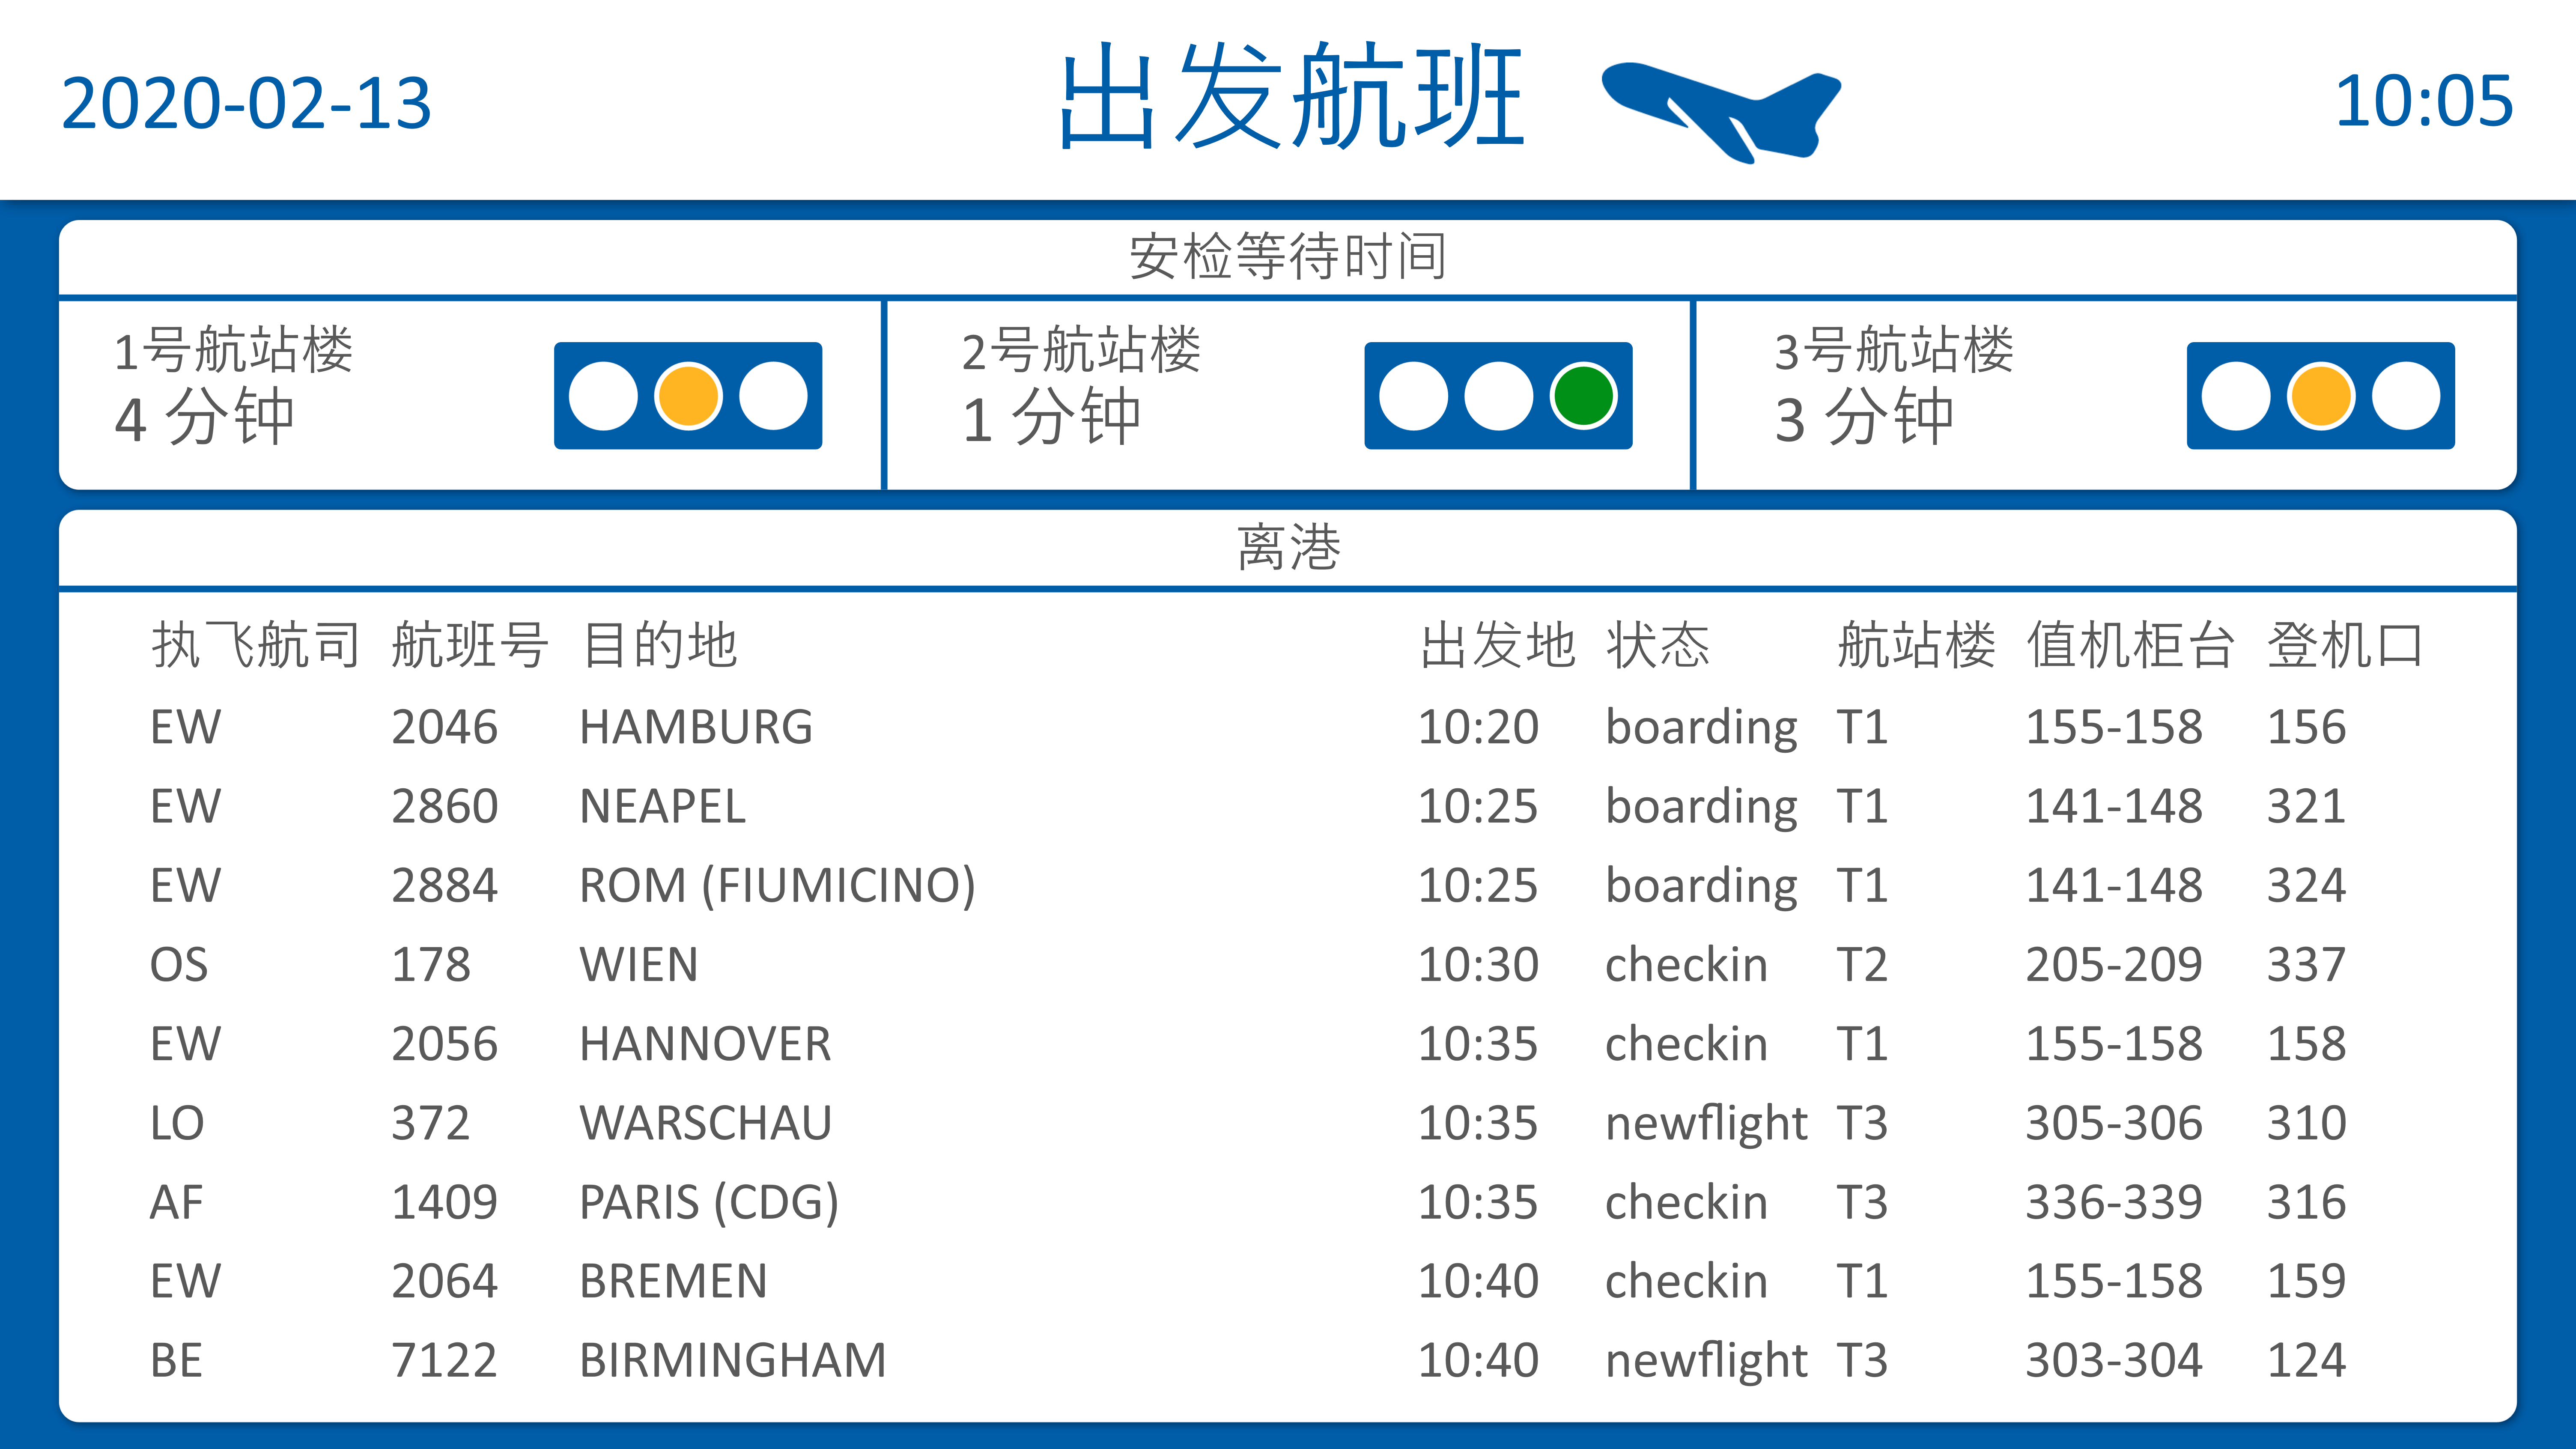 2020-02-13 出发航班 10:05
安检等待时间
1号航站楼
4 分钟
2号航站楼
1 分钟
3号航站楼
3 分钟
离港
执飞航司 航班号 目的地 出发地 状态 航站楼 值机柜台 登机口
EW 2046 HAMBURG 10:20 boarding T1 155-158 156
EW 2860 NEAPEL 10:25 boarding T1 141-148 321
EW 2884 ROM (FIUMICINO) 10:25 boarding T1 141-148 324
OS 178 WIEN 10:30 checkin T2 205-209 337
EW 2056 HANNOVER 10:35 checkin T1 155-158 158
LO 372 WARSCHAU 10:35 newflight T3 305-306 310
AF 1409 PARIS (CDG) 10:35 checkin T3 336-339 316
EW 2064 BREMEN 10:40 checkin T1 155-158 159
BE 7122 BIRMINGHAM 10:40 newflight T3 303-304 124